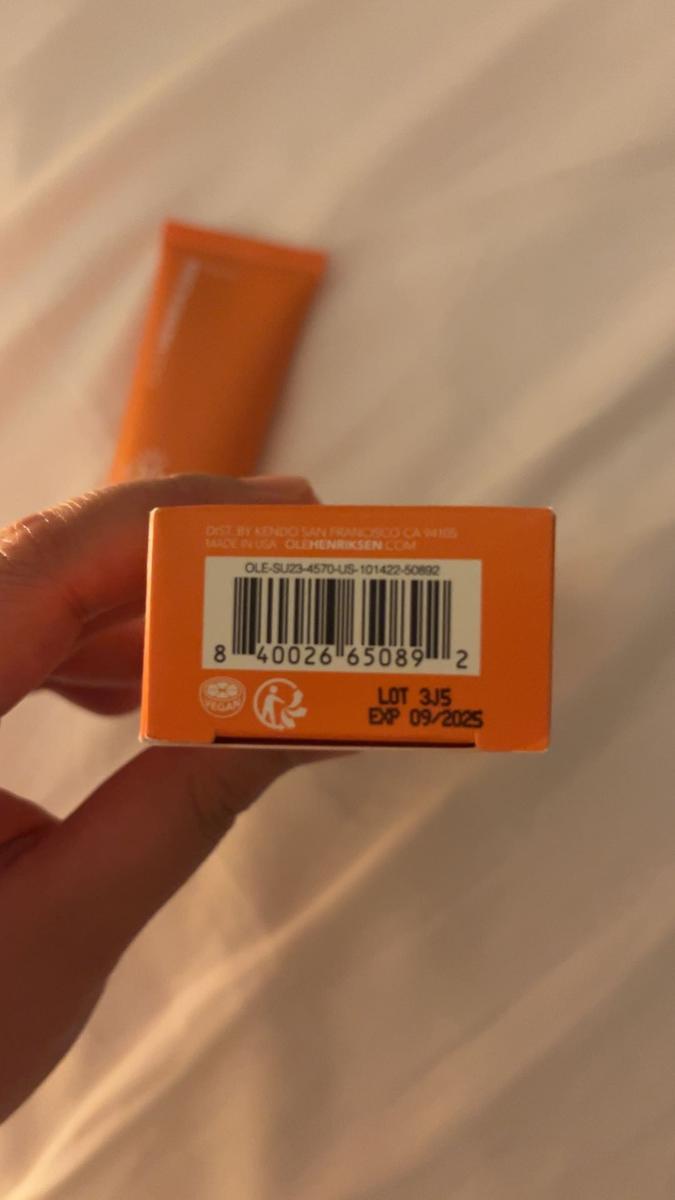 DIST. BY KENDO SAN FRANCISCO CA 94105
MADE IN USA OLEHENRIKSEN.COM
OLE-SU23-4570-US-101422-50892
8 40026 65089 2
VEGAN
LOT 3J5
EXP 09/2025